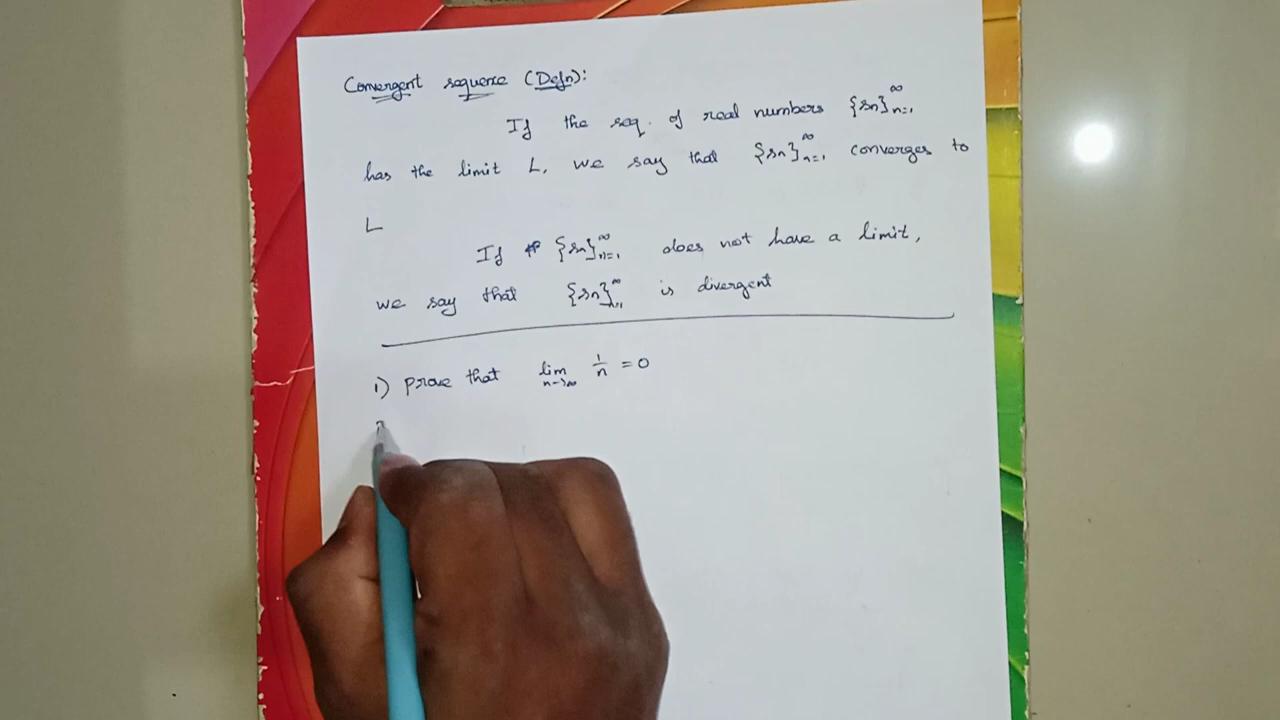 Convergent sequence (Defn):
If the seq. of real numbers {sn}∞n=1
has the limit L, we say that {sn}∞n=1 converges to
L
If {sn}∞n=1 does not have a limit,
we say that {sn}∞n=1 is divergent
1) Prove that lim n→∞ 1/n = 0